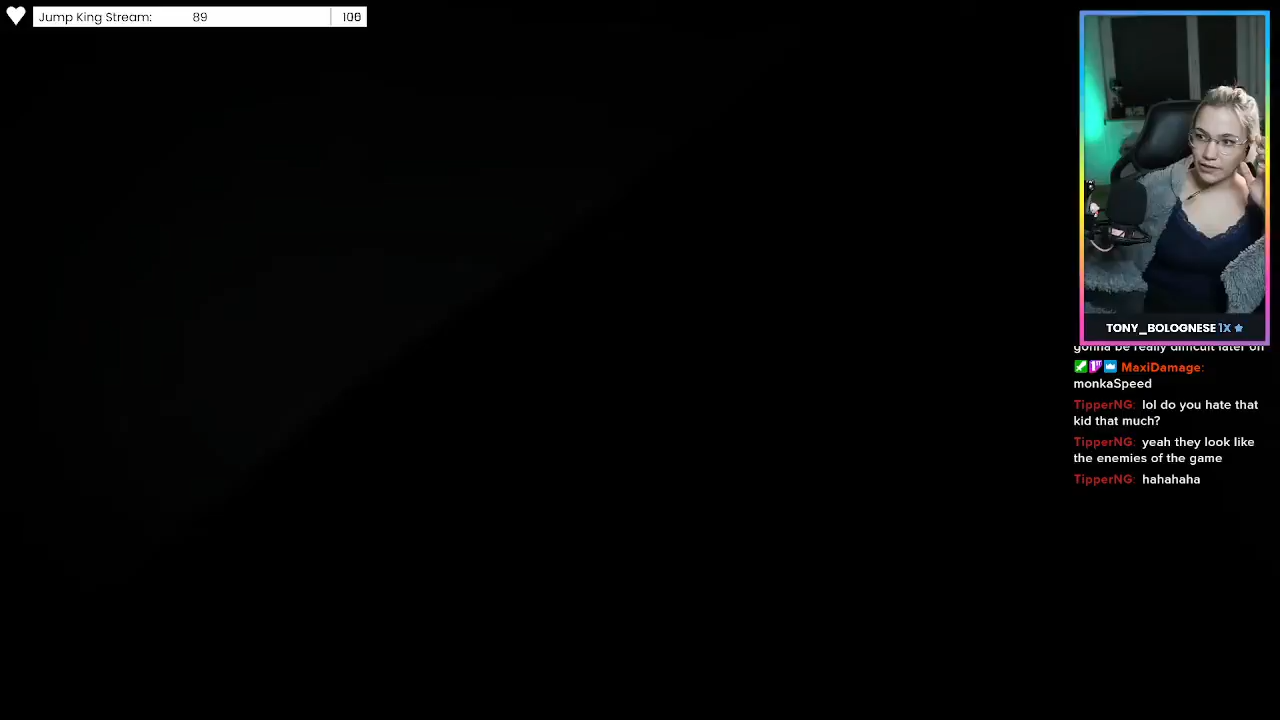 Jump King Stream: 89 106
TONY_BOLOGNESE 1X
gonna be really difficult later on
MaxiDamage:
monkaSpeed
TipperNG: lol do you hate that
kid that much?
TipperNG: yeah they look like
the enemies of the game
TipperNG: hahahaha